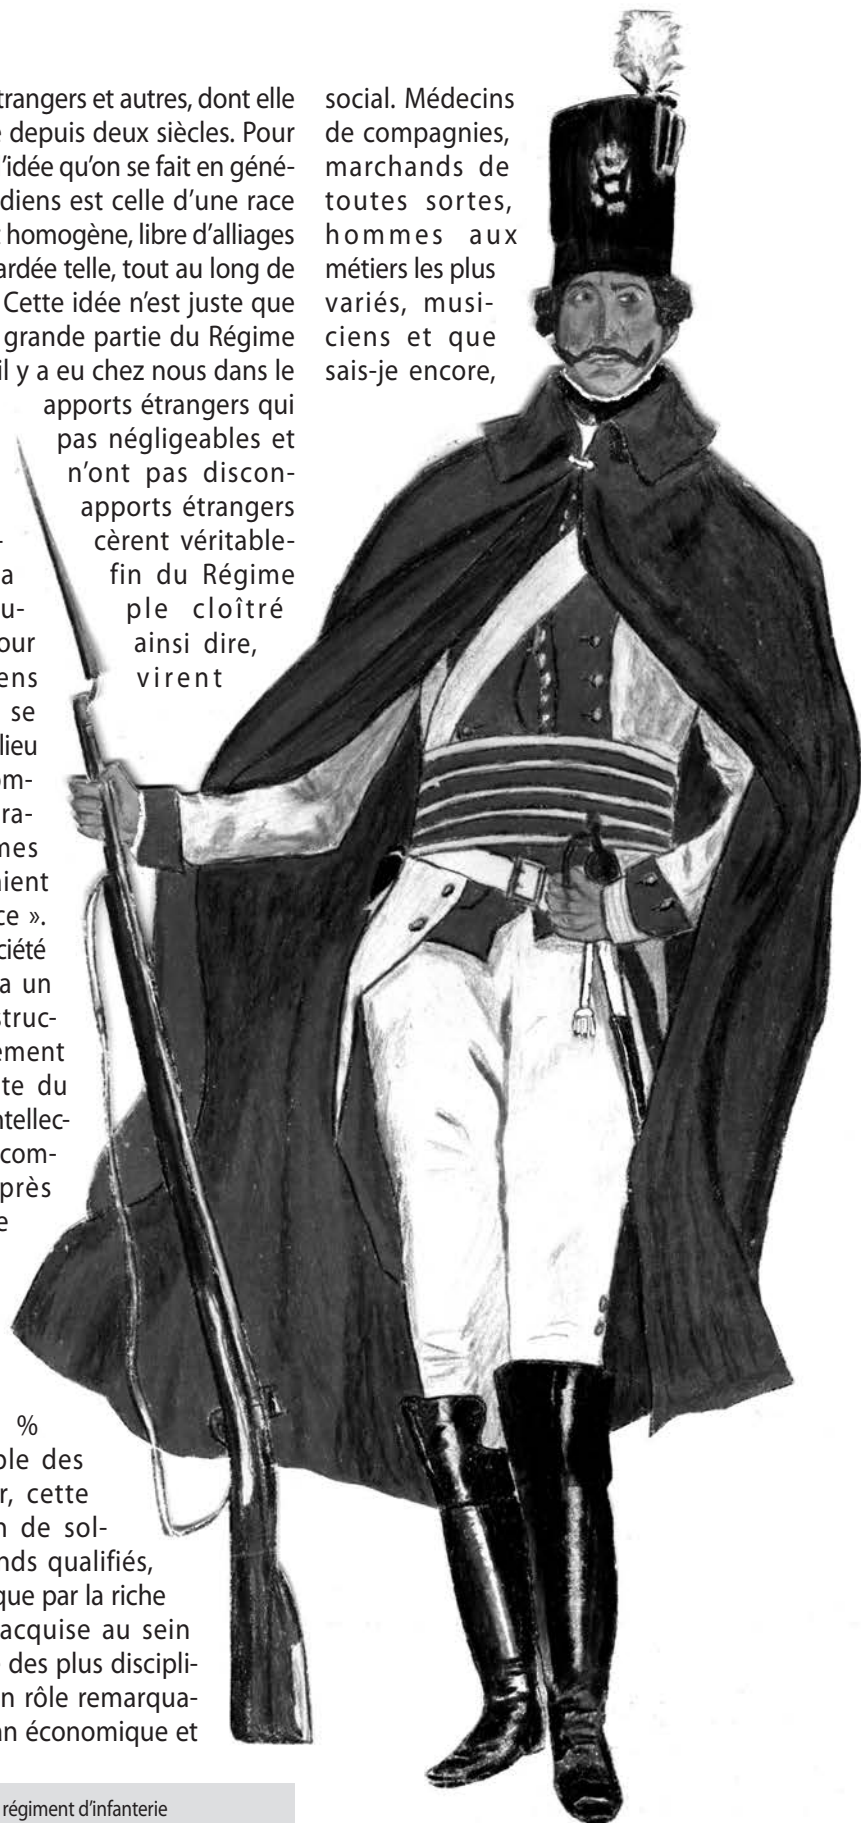 trangers et autres, dont elle
depuis deux siècles. Pour
l'idée qu'on se fait en géné-
diens est celle d'une race
homogène, libre d'alliages
ardée telle, tout au long de
Cette idée n'est juste que
grande partie du Régime
il y a eu chez nous dans le
apports étrangers qui
pas négligeables et
n'ont pas discon-
apports étrangers
- cèrent véritable-
a fin du Régime
u- ple cloîtré
our ainsi dire,
ens virent
se
lieu
om-
ra-
mes
aient
ce ».
ciété
a un
struc-
ement
te du
ntellec-
com-
près
e
%
ble des
r, cette
n de sol-
nds qualifiés,
que par la riche
acquise au sein
des plus discipli-
n rôle remarqua-
an économique et
régiment d'infanterie
social. Médecins
de compagnies,
marchands de
toutes sortes,
hommes aux
métiers les plus
variés, musi-
ciens et que
sais-je encore,